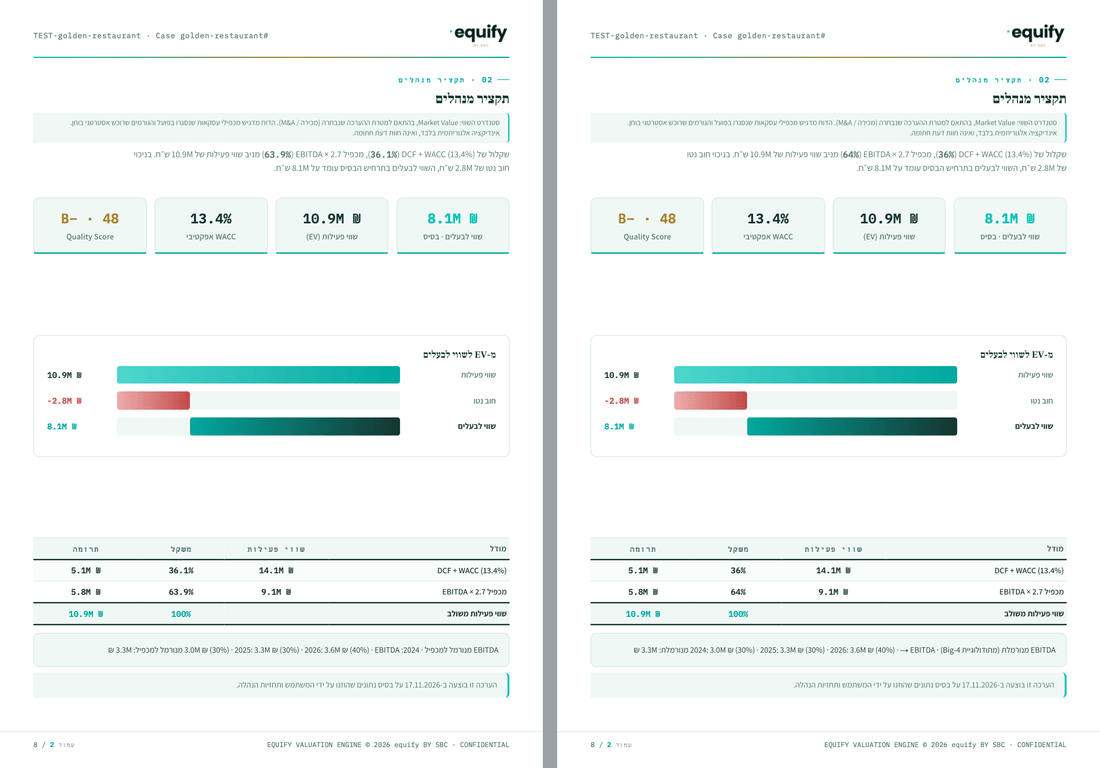 TEST-golden-restaurant · Case golden-restaurant#
equify
BY SBC
02 · תקציר מנהלים
תקציר מנהלים
סטנדרט השווי: Market Value, בהתאם למטרת ההערכה שנבחרה (מכירה / M&A). הדוח מדגיש מכפילי עסקאות שנסגרו בפועל והגורמים שרוכש אסטרטגי בוחן.
אינדיקציה אלגוריתמית בלבד, ואינה חוות דעת חתומה.
שקלול של DCF + WACC (13.4%) (36.1%), מכפיל 2.7 × EBITDA (63.9%) מניב שווי פעילות של 10.9M ש״ח. בניכוי
חוב נטו של 2.8M ש״ח, השווי לבעלים בתרחיש הבסיס עומד על 8.1M ש״ח.
8.1M ₪
שווי לבעלים · בסיס
10.9M ₪
שווי פעילות (EV)
13.4%
WACC אפקטיבי
B- · 48
Quality Score
מ-EV לשווי לבעלים
שווי פעילות 10.9M ₪
חוב נטו -2.8M ₪
שווי לבעלים 8.1M ₪
מודל שווי פעילות משקל תרומה
DCF + WACC (13.4%) 14.1M ₪ 36.1% 5.1M ₪
מכפיל 2.7 × EBITDA 9.1M ₪ 63.9% 5.8M ₪
שווי פעילות משולב 100% 10.9M ₪
EBITDA מנורמל למכפיל · EBITDA :2024 3.0M ₪ (30%) · 2025: 3.3M ₪ (30%) · 2026: 3.6M ₪ (40%) מנורמל למכפיל: 3.3M ₪
הערכה זו בוצעה ב-17.11.2026 על בסיס נתונים שהוזנו על ידי המשתמש ותחזיות הנהלה.
EQUIFY VALUATION ENGINE © 2026 equify BY SBC · CONFIDENTIAL
עמוד 2 / 8
TEST-golden-restaurant · Case golden-restaurant#
equify
BY SBC
02 · תקציר מנהלים
תקציר מנהלים
סטנדרט השווי: Market Value, בהתאם למטרת ההערכה שנבחרה (מכירה / M&A). הדוח מדגיש מכפילי עסקאות שנסגרו בפועל והגורמים שרוכש אסטרטגי בוחן.
אינדיקציה אלגוריתמית בלבד, ואינה חוות דעת חתומה.
שקלול של DCF + WACC (13.4%) (36%), מכפיל 2.7 × EBITDA (64%) מניב שווי פעילות של 10.9M ש״ח. בניכוי חוב נטו
של 2.8M ש״ח, השווי לבעלים בתרחיש הבסיס עומד על 8.1M ש״ח.
8.1M ₪
שווי לבעלים · בסיס
10.9M ₪
שווי פעילות (EV)
13.4%
WACC אפקטיבי
B- · 48
Quality Score
מ-EV לשווי לבעלים
שווי פעילות 10.9M ₪
חוב נטו -2.8M ₪
שווי לבעלים 8.1M ₪
מודל שווי פעילות משקל תרומה
DCF + WACC (13.4%) 14.1M ₪ 36% 5.1M ₪
מכפיל 2.7 × EBITDA 9.1M ₪ 64% 5.8M ₪
שווי פעילות משולב 100% 10.9M ₪
EBITDA מנורמלת (מתודולוגיית Big-4) · EBITDA → · 2024: 3.0M ₪ (30%) · 2025: 3.3M ₪ (30%) · 2026: 3.6M ₪ (40%) מנורמלת: 3.3M ₪
הערכה זו בוצעה ב-17.11.2026 על בסיס נתונים שהוזנו על ידי המשתמש ותחזיות הנהלה.
EQUIFY VALUATION ENGINE © 2026 equify BY SBC · CONFIDENTIAL
עמוד 2 / 8